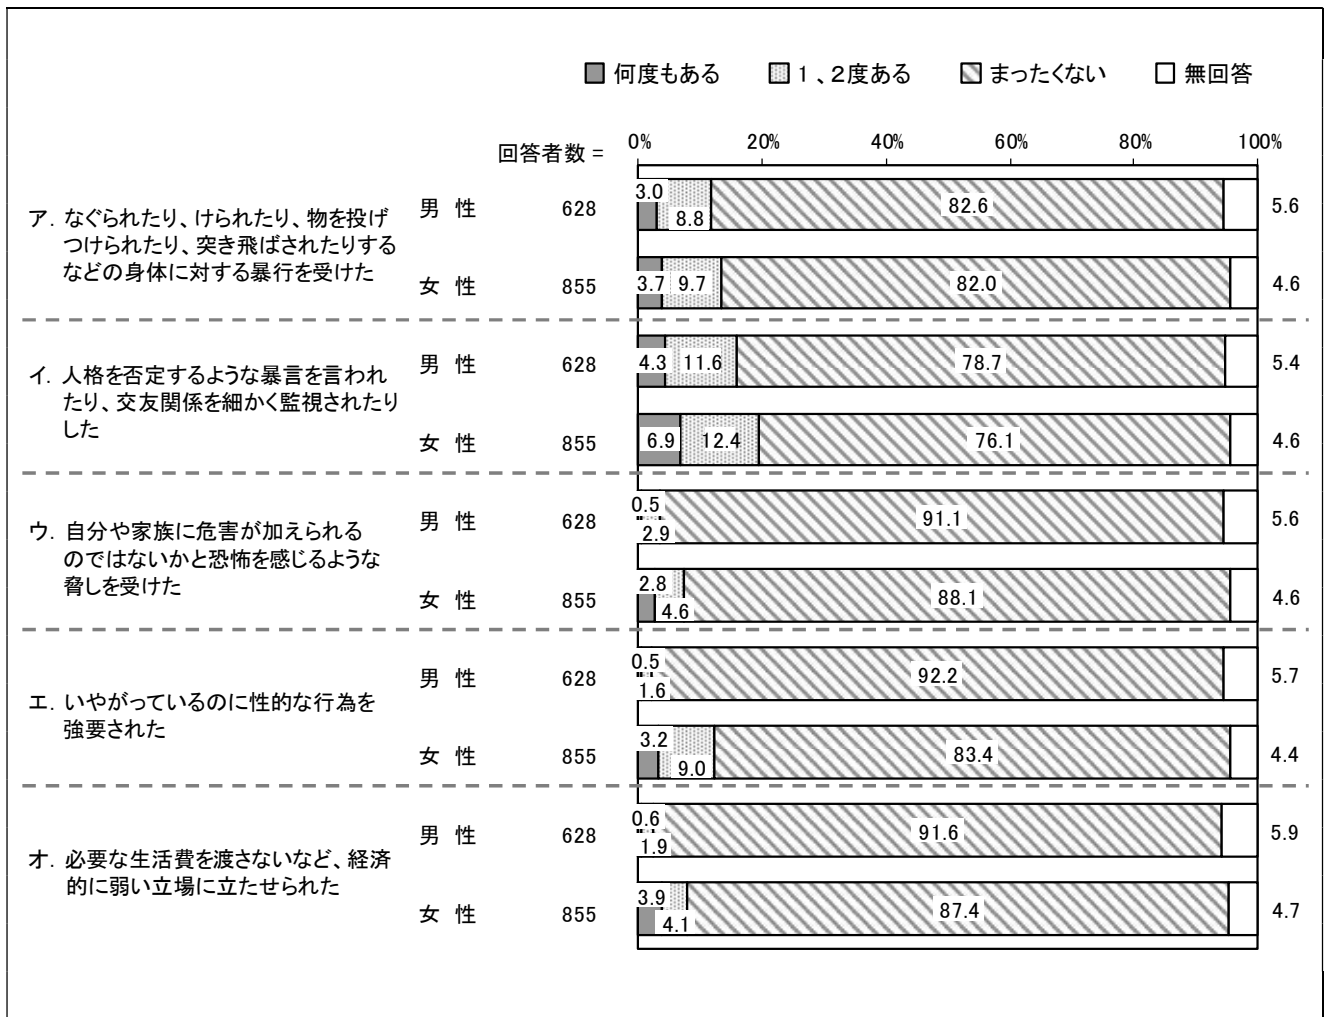 何度もある 1、2度ある まったくない 無回答
回答者数 = 0% 20% 40% 60% 80% 100%
ア. なぐられたり、けられたり、物を投げ
つけられたり、突き飛ばされたりする
などの身体に対する暴行を受けた
男 性 628 3.0 8.8 82.6 5.6
女 性 855 3.7 9.7 82.0 4.6
イ. 人格を否定するような暴言を言われ
たり、交友関係を細かく監視されたり
した
男 性 628 4.3 11.6 78.7 5.4
女 性 855 6.9 12.4 76.1 4.6
ウ. 自分や家族に危害が加えられる
のではないかと恐怖を感じるような
脅しを受けた
男 性 628 0.5 2.9 91.1 5.6
女 性 855 2.8 4.6 88.1 4.6
エ. いやがっているのに性的な行為を
強要された
男 性 628 0.5 1.6 92.2 5.7
女 性 855 3.2 9.0 83.4 4.4
オ. 必要な生活費を渡さないなど、経済
的に弱い立場に立たせられた
男 性 628 0.6 1.9 91.6 5.9
女 性 855 3.9 4.1 87.4 4.7